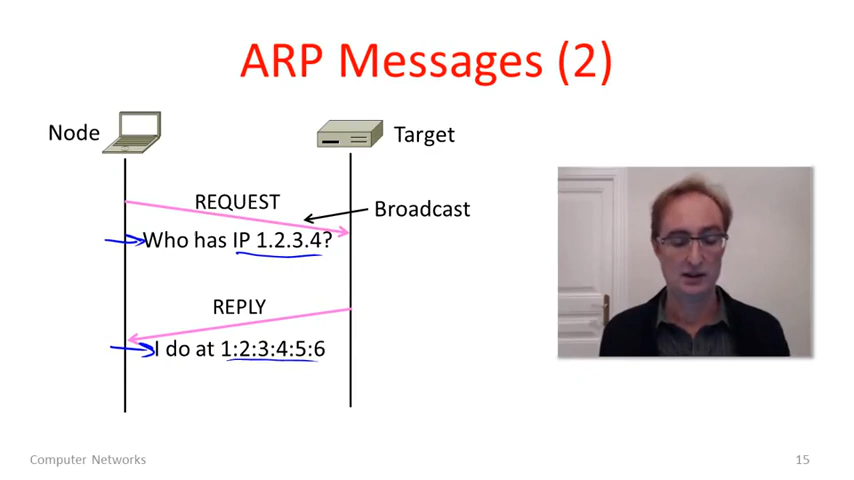 ARP Messages (2)
Node
Target
REQUEST
Broadcast
Who has IP 1.2.3.4?
REPLY
I do at 1:2:3:4:5:6
Computer Networks
15